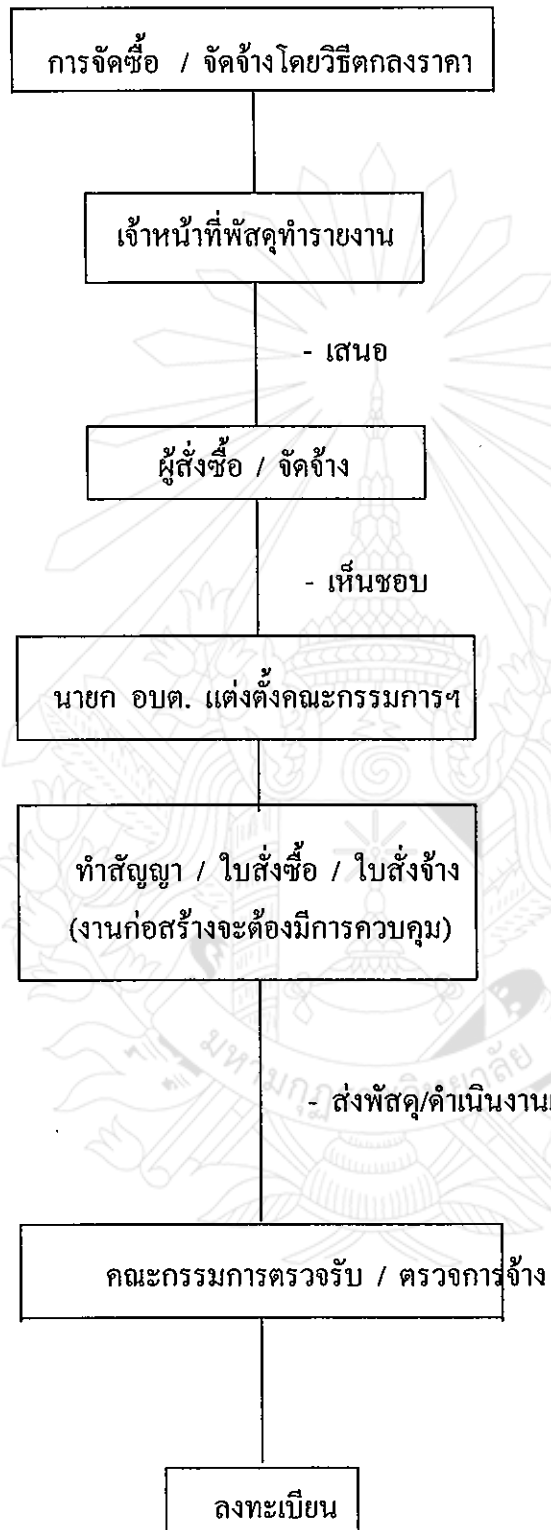 การจัดซื้อ / จัดจ้างโดยวิธีตกลงราคา
เจ้าหน้าที่พัสดุทำรายงาน
- เสนอ
ผู้สั่งซื้อ / จัดจ้าง
- เห็นชอบ
นายก อบต. แต่งตั้งคณะกรรมการฯ
ทำสัญญา / ใบสั่งซื้อ / ใบสั่งจ้าง
(งานก่อสร้างจะต้องมีการควบคุม)
- ส่งพัสดุ/ดำเนินงาน
คณะกรรมการตรวจรับ / ตรวจการจ้าง
ลงทะเบียน